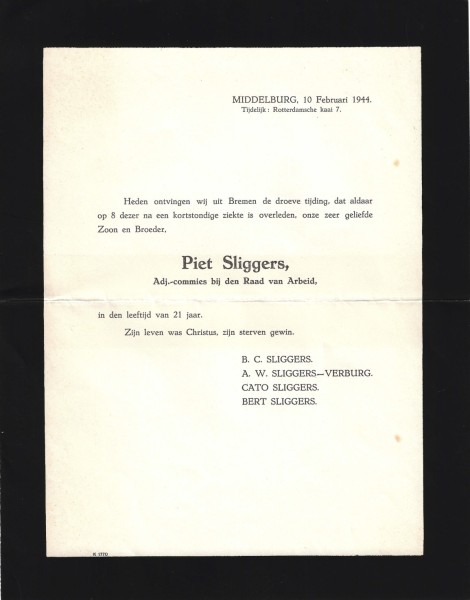 MIDDELBURG, 10 Februari 1944.
Tijdelijk: Rotterdamsche kaai 7.
Heden ontvingen wij uit Bremen de droeve tijding, dat aldaar
op 8 dezer na een kortstondige ziekte is overleden, onze zeer geliefde
Zoon en Broeder,
Piet Sliggers,
Adj.-commies bij den Raad van Arbeid,
in den leeftijd van 21 jaar.
Zijn leven was Christus, zijn sterven gewin.
B. C. SLIGGERS.
A. W. SLIGGERS—VERBURG.
CATO SLIGGERS.
BERT SLIGGERS.
K 1770